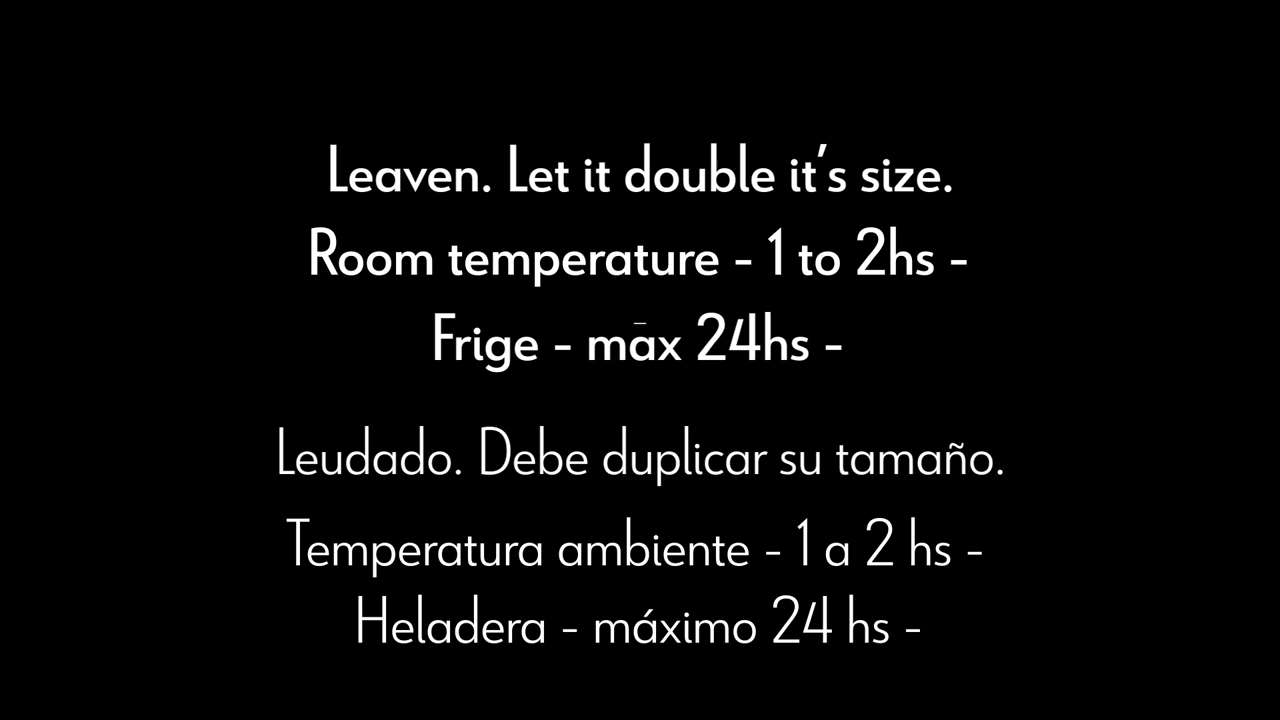 Leaven. Let it double it’s size.
Room temperature - 1 to 2hs -
Frige - māx 24hs -
Leudado. Debe duplicar su tamaño.
Temperatura ambiente - 1 a 2 hs -
Heladera - máximo 24 hs -